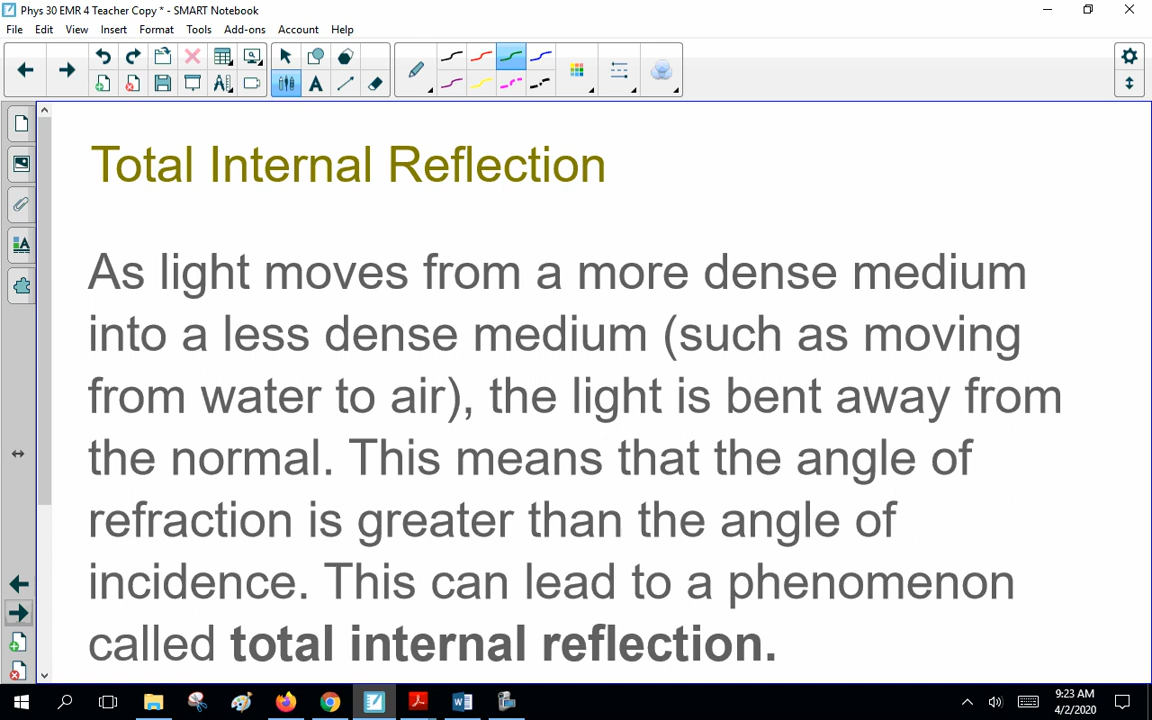 Phys 30 EMR 4 Teacher Copy * - SMART Notebook
File Edit View Insert Format Tools Add-ons Account Help
Total Internal Reflection
As light moves from a more dense medium
into a less dense medium (such as moving
from water to air), the light is bent away from
the normal. This means that the angle of
refraction is greater than the angle of
incidence. This can lead to a phenomenon
called total internal reflection.
9:23 AM
4/2/2020